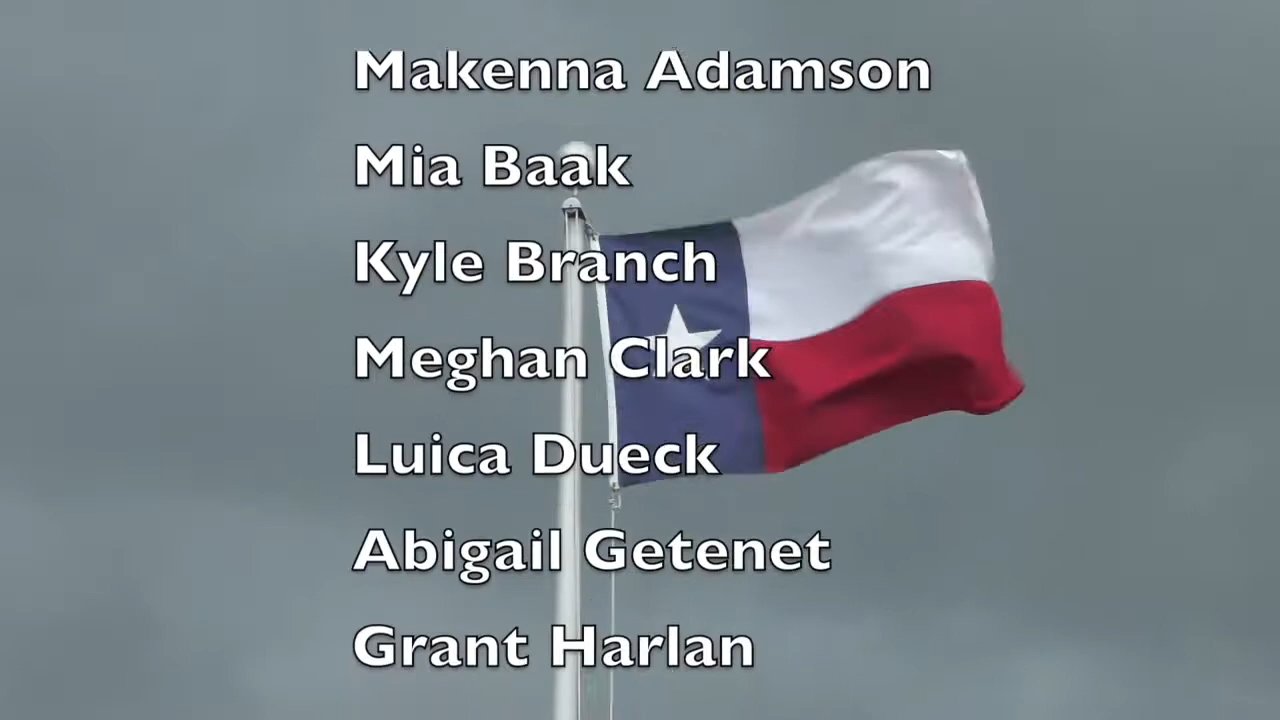 Makenna Adamson
Mia Baak
Kyle Branch
Meghan Clark
Luica Dueck
Abigail Getenet
Grant Harlan